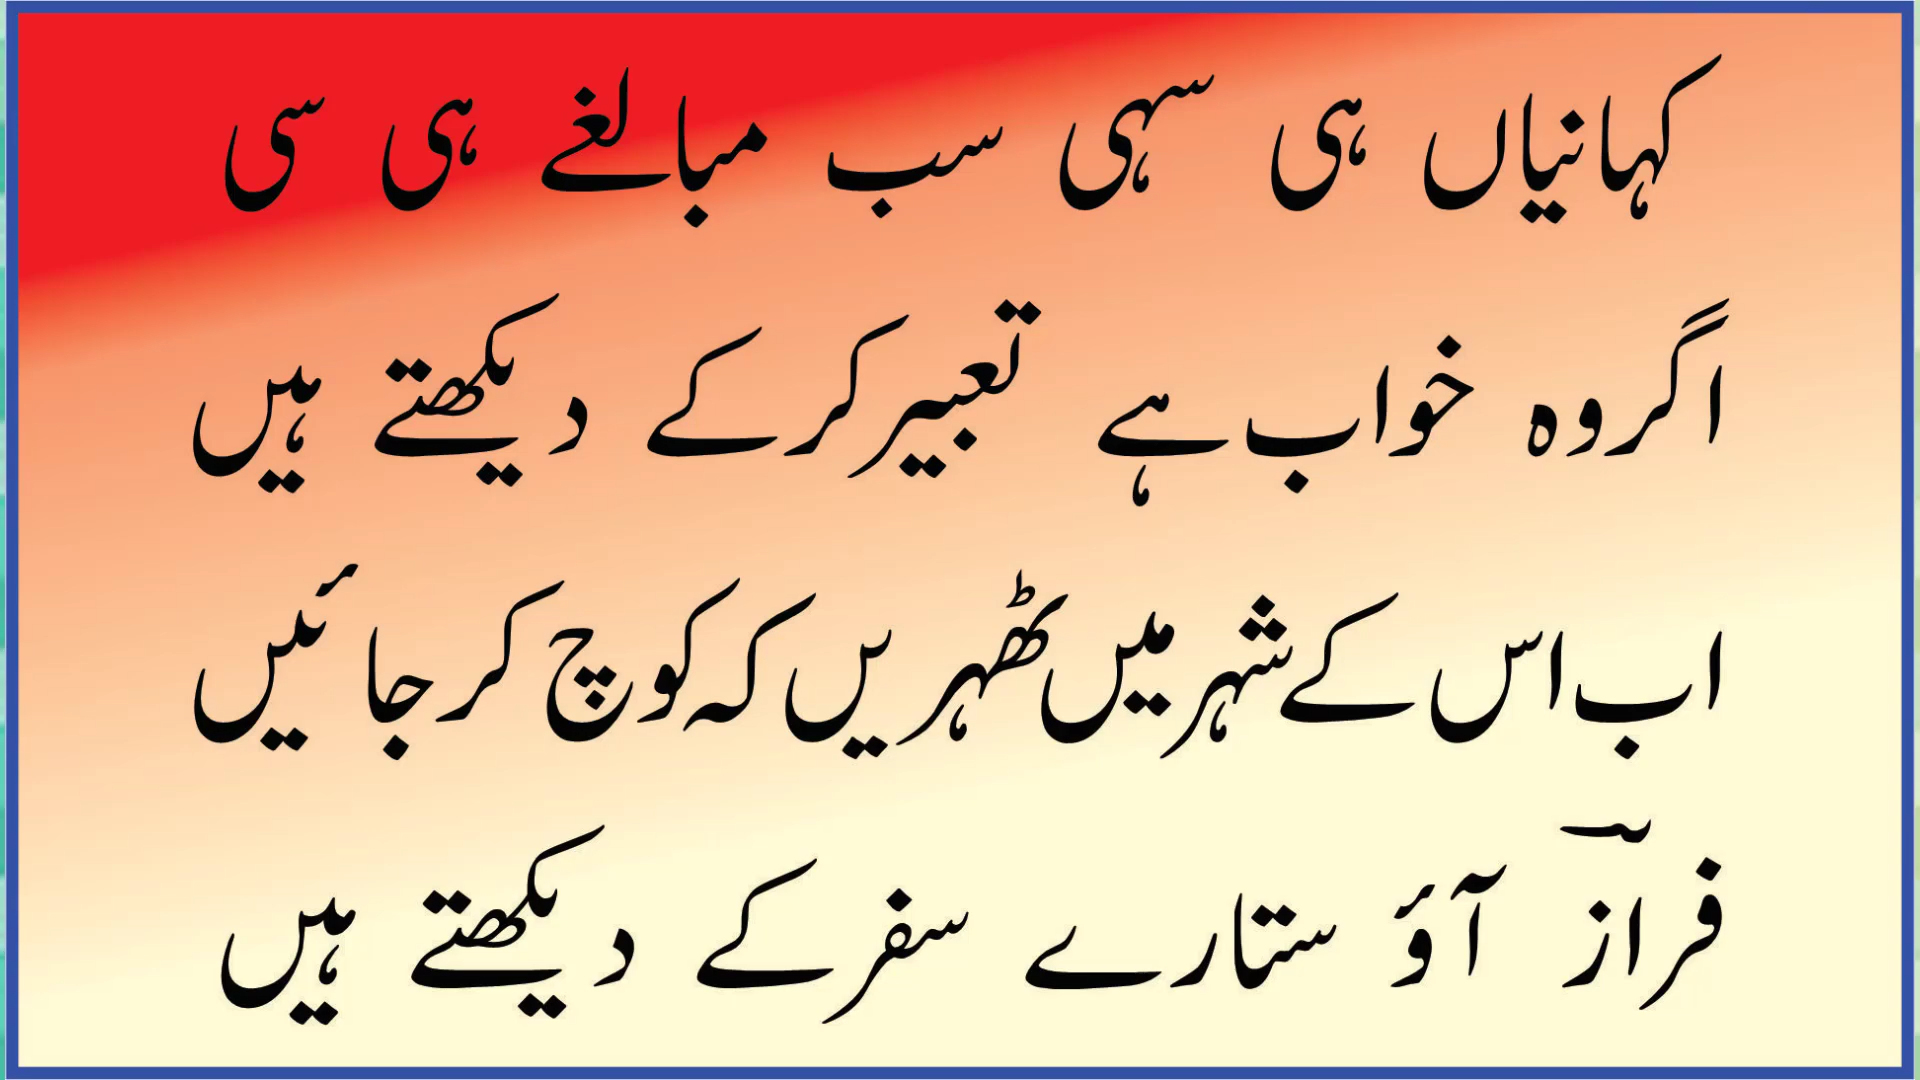 کہانیاں ہی سہی سب مبالغے ہی سی
اگر وہ خواب ہے تعبیر کر کے دیکھتے ہیں
اب اس کے شہر میں ٹھہریں کہ کوچ کر جائیں
فرازؔ آؤ ستارے سفر کے دیکھتے ہیں